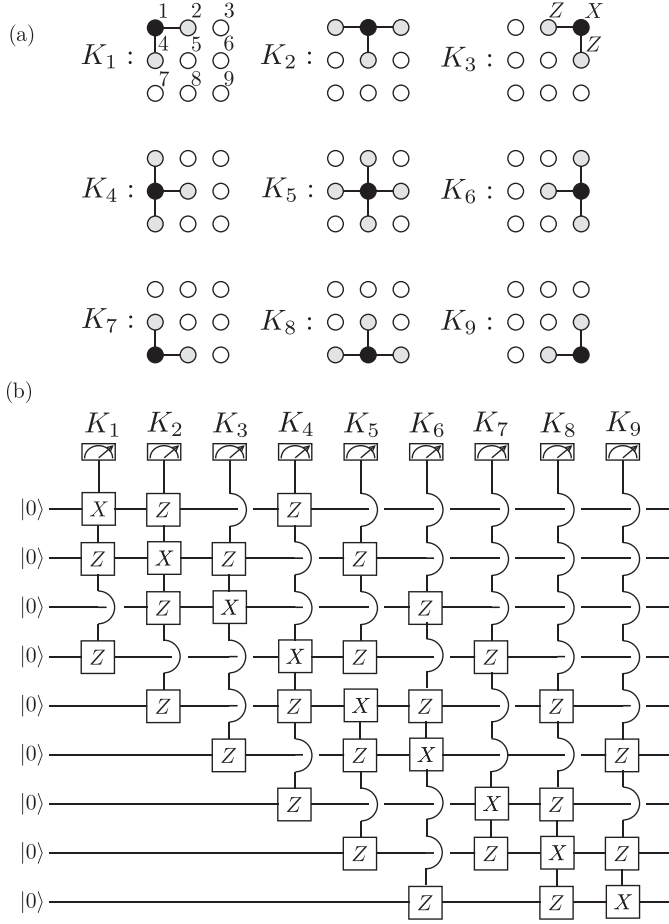 (a)
1 2 3 Z X
4 5 6 Z
K₁ : K₂ : K₃ :
7 8 9
K₄ : K₅ : K₆ :
K₇ : K₈ : K₉ :
(b)
K₁ K₂ K₃ K₄ K₅ K₆ K₇ K₈ K₉
|0⟩ X Z Z
|0⟩ Z X Z Z
|0⟩ Z X Z
|0⟩ Z X Z Z
|0⟩ Z Z X Z Z
|0⟩ Z Z X Z
|0⟩ Z X Z
|0⟩ Z Z X Z
|0⟩ Z Z X